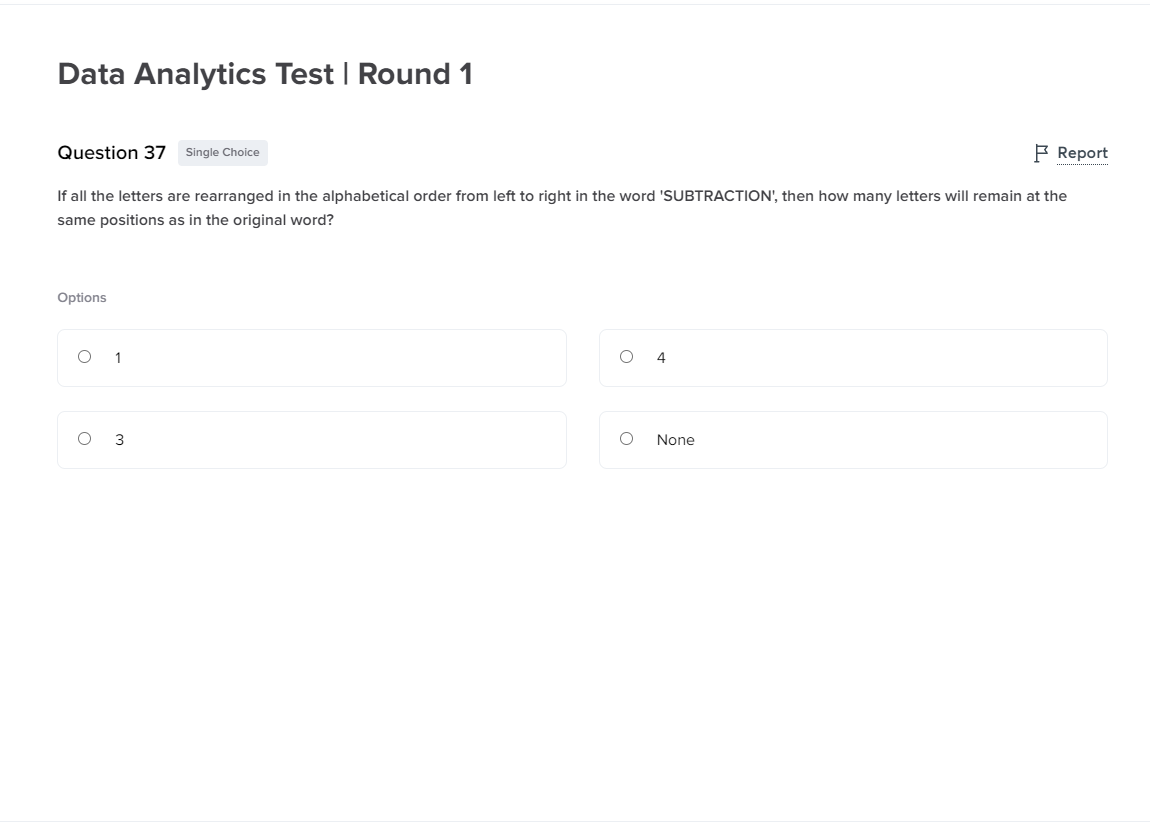 Data Analytics Test | Round 1
Question 37 Single Choice Report
If all the letters are rearranged in the alphabetical order from left to right in the word 'SUBTRACTION', then how many letters will remain at the
same positions as in the original word?
Options
1
4
3
None